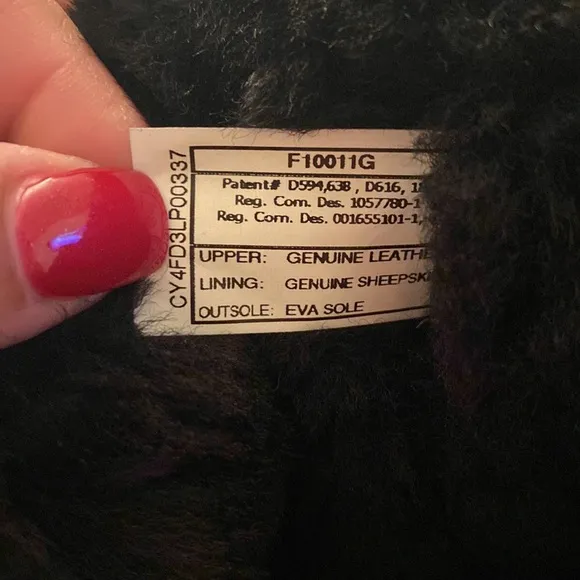 F10011G
Patent# D594,638 , D616, 1
Reg. Com. Des. 1057780-1
Reg. Com. Des. 001655101-1,
UPPER: GENUINE LEATHE
LINING: GENUINE SHEEPSK
OUTSOLE: EVA SOLE
CY4FD3LP00337